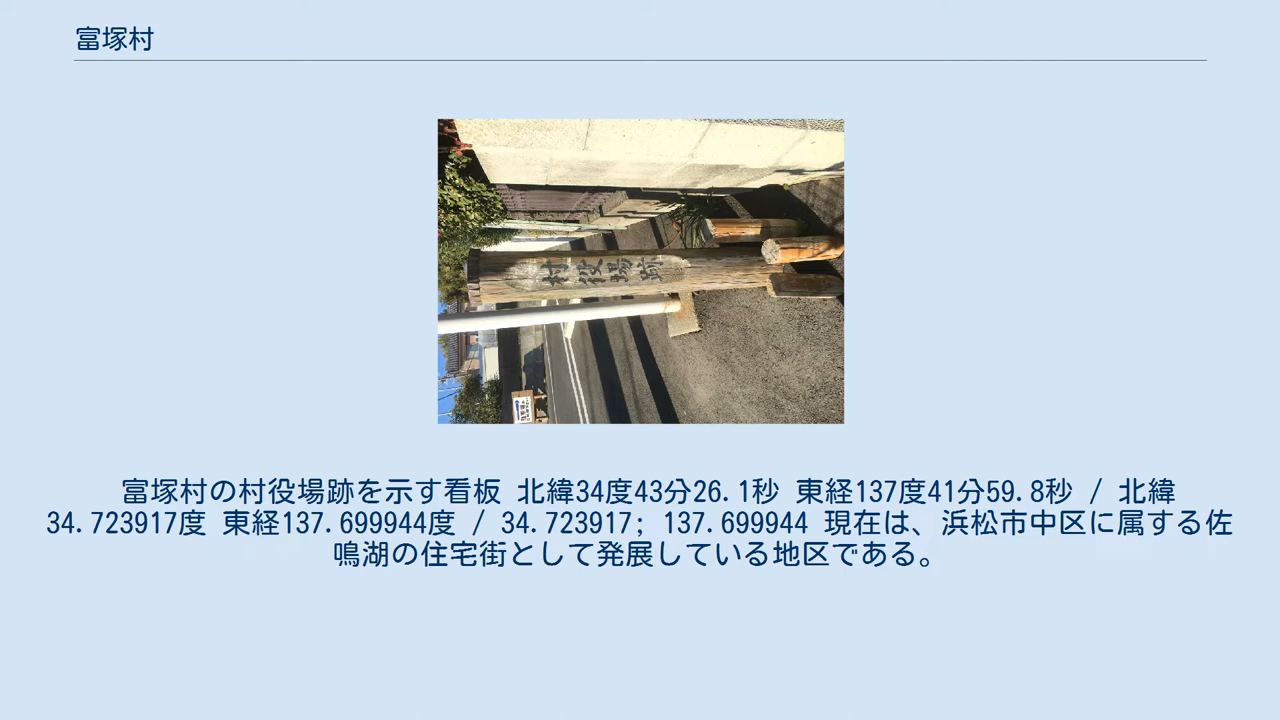 富塚村
村役場跡
富塚村の村役場跡を示す看板 北緯34度43分26.1秒 東経137度41分59.8秒 / 北緯
34.723917度 東経137.699944度 / 34.723917; 137.699944 現在は、浜松市中区に属する佐
鳴湖の住宅街として発展している地区である。